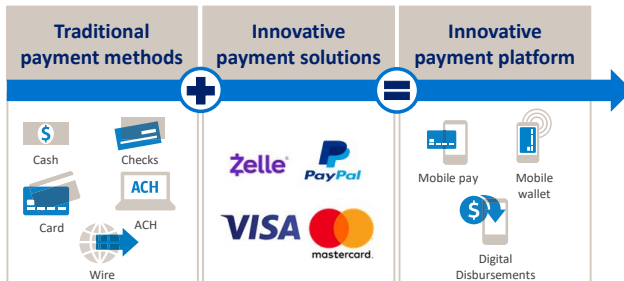 Traditional
payment methods
Innovative
payment solutions
Innovative
payment platform
$
Cash
Checks
Card
ACH
ACH
Wire
Zelle
PayPal
VISA
mastercard.
Mobile pay
Mobile
wallet
$
Digital
Disbursements